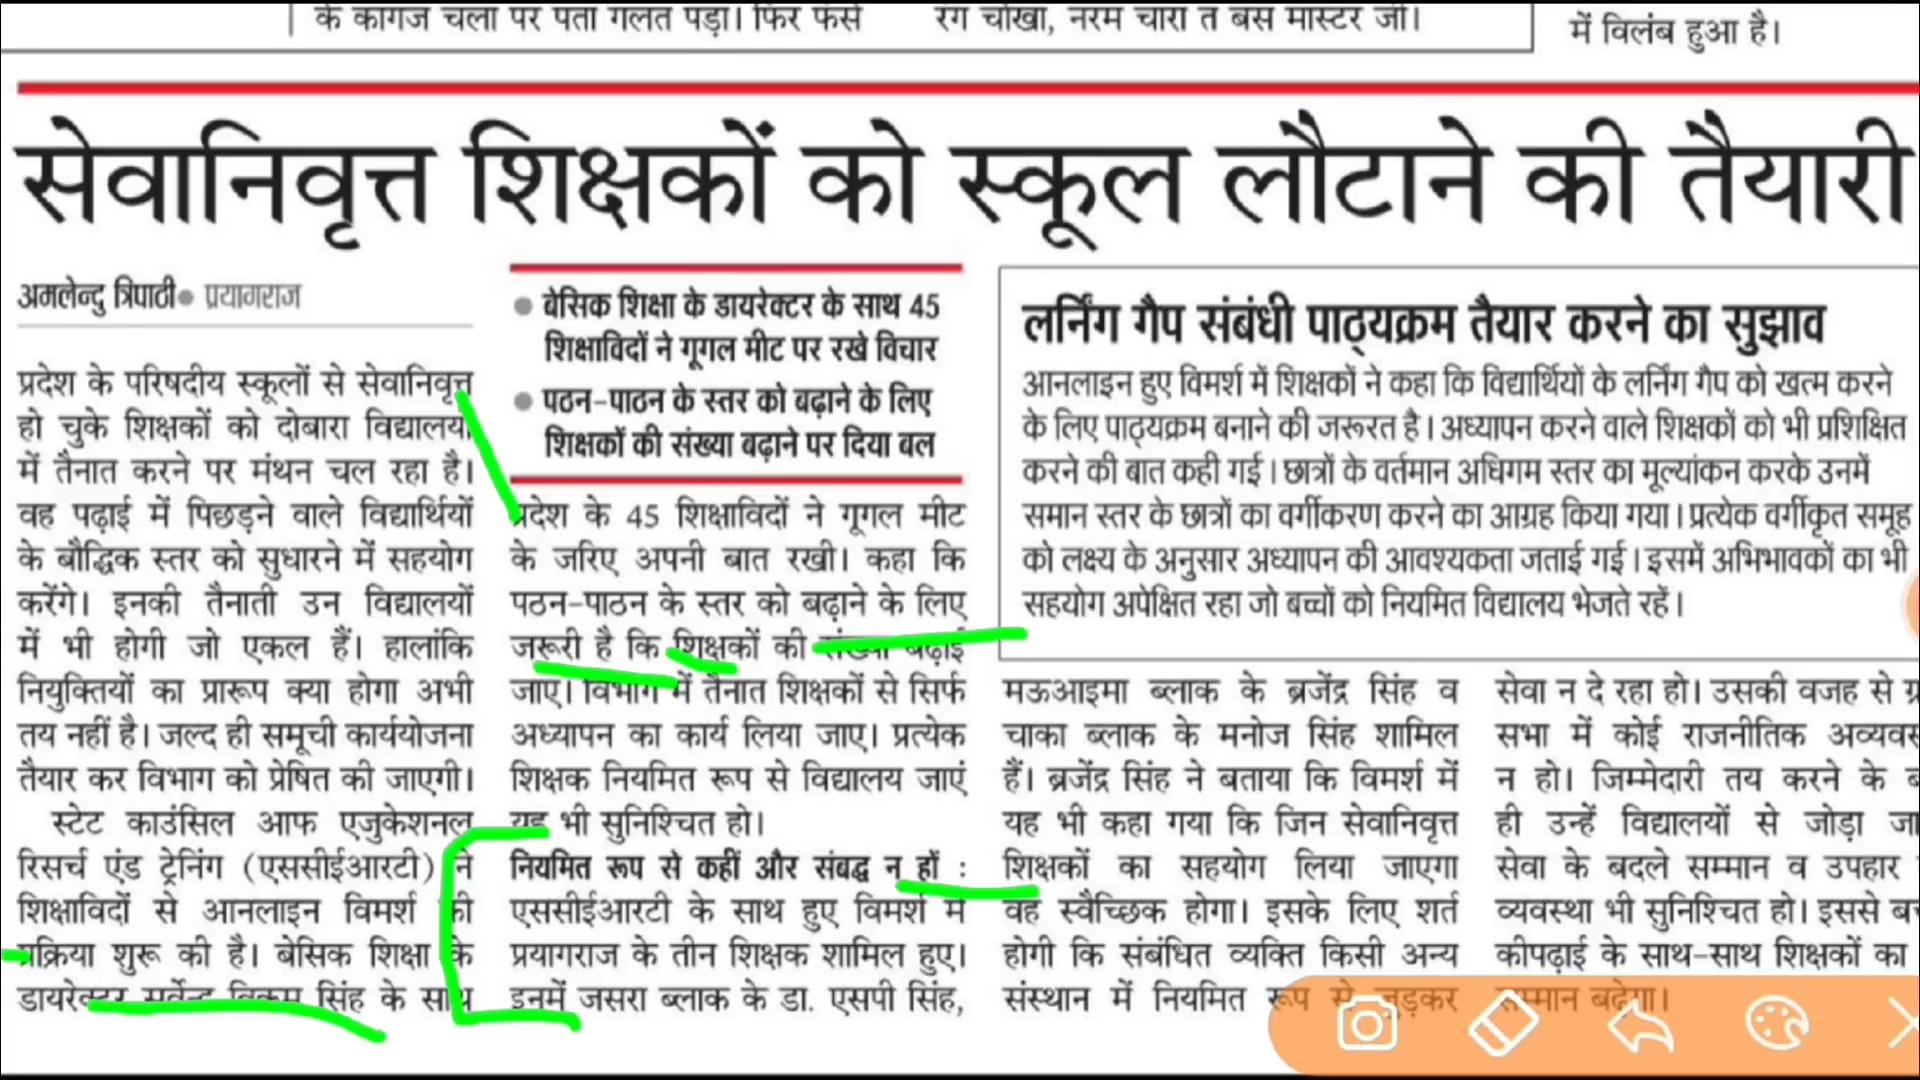 के कागज चला पर पता गलत पड़ा। फिर फंसे
रंग चोखा, नरम चारा त बस मास्टर जी।
में विलंब हुआ है।
सेवानिवृत्त शिक्षकों को स्कूल लौटाने की तैयारी
अमलेन्दु त्रिपाठी● प्रयागराज
प्रदेश के परिषदीय स्कूलों से सेवानिवृत्त
हो चुके शिक्षकों को दोबारा विद्यालयों
में तैनात करने पर मंथन चल रहा है।
वह पढ़ाई में पिछड़ने वाले विद्यार्थियों
के बौद्धिक स्तर को सुधारने में सहयोग
करेंगे। इनकी तैनाती उन विद्यालयों
में भी होगी जो एकल हैं। हालांकि
नियुक्तियों का प्रारूप क्या होगा अभी
तय नहीं है। जल्द ही समूची कार्ययोजना
तैयार कर विभाग को प्रेषित की जाएगी।
स्टेट काउंसिल आफ एजुकेशनल
रिसर्च एंड ट्रेनिंग (एससीईआरटी) ने
शिक्षाविदों से आनलाइन विमर्श की
प्रक्रिया शुरू की है। बेसिक शिक्षा के
डायरेक्टर सर्वेन्द्र विक्रम सिंह के साथ
● बेसिक शिक्षा के डायरेक्टर के साथ 45
शिक्षाविदों ने गूगल मीट पर रखे विचार
● पठन-पाठन के स्तर को बढ़ाने के लिए
शिक्षकों की संख्या बढ़ाने पर दिया बल
प्रदेश के 45 शिक्षाविदों ने गूगल मीट
के जरिए अपनी बात रखी। कहा कि
पठन-पाठन के स्तर को बढ़ाने के लिए
जरूरी है कि शिक्षकों की संख्या बढ़ाई
जाए। विभाग में तैनात शिक्षकों से सिर्फ
अध्यापन का कार्य लिया जाए। प्रत्येक
शिक्षक नियमित रूप से विद्यालय जाएं
यह भी सुनिश्चित हो।
नियमित रूप से कहीं और संबद्ध न हों :
एससीईआरटी के साथ हुए विमर्श में
प्रयागराज के तीन शिक्षक शामिल हुए।
इनमें जसरा ब्लाक के डा. एसपी सिंह,
लर्निंग गैप संबंधी पाठ्यक्रम तैयार करने का सुझाव
आनलाइन हुए विमर्श में शिक्षकों ने कहा कि विद्यार्थियों के लर्निंग गैप को खत्म करने
के लिए पाठ्यक्रम बनाने की जरूरत है। अध्यापन करने वाले शिक्षकों को भी प्रशिक्षित
करने की बात कही गई। छात्रों के वर्तमान अधिगम स्तर का मूल्यांकन करके उनमें
समान स्तर के छात्रों का वर्गीकरण करने का आग्रह किया गया। प्रत्येक वर्गीकृत समूह
को लक्ष्य के अनुसार अध्यापन की आवश्यकता जताई गई। इसमें अभिभावकों का भी
सहयोग अपेक्षित रहा जो बच्चों को नियमित विद्यालय भेजते रहें।
मऊआइमा ब्लाक के ब्रजेंद्र सिंह व
चाका ब्लाक के मनोज सिंह शामिल
हैं। ब्रजेंद्र सिंह ने बताया कि विमर्श में
यह भी कहा गया कि जिन सेवानिवृत्त
शिक्षकों का सहयोग लिया जाएगा
वह स्वैच्छिक होगा। इसके लिए शर्त
होगी कि संबंधित व्यक्ति किसी अन्य
संस्थान में नियमित रूप से जुड़कर
सेवा न दे रहा हो। उसकी वजह से
सभा में कोई राजनीतिक
न हो। जिम्मेदारी तय करने के
ही उन्हें विद्यालयों से जोड़ा
सेवा के बदले सम्मान व उपहार
व्यवस्था भी सुनिश्चित हो। इससे
कीपढ़ाई के साथ-साथ शिक्षकों का
सम्मान बढ़ेगा।